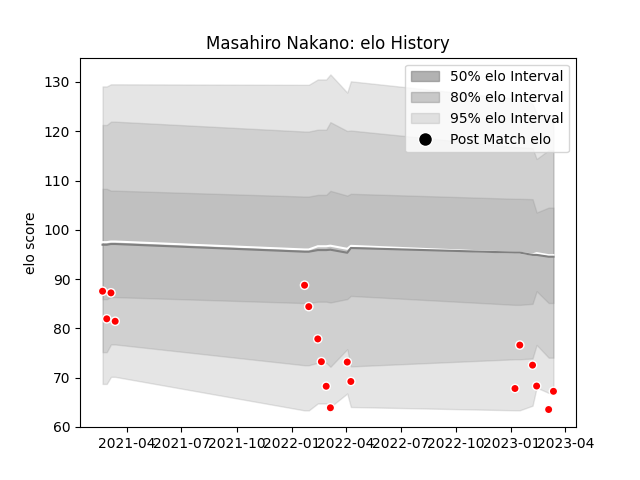 Masahiro Nakano: elo History
50% elo Interval
80% elo Interval
95% elo Interval
Post Match elo
elo score
130
120
110
100
90
80
70
60
2021-04 2021-07 2021-10 2022-01 2022-04 2022-07 2022-10 2023-01 2023-04